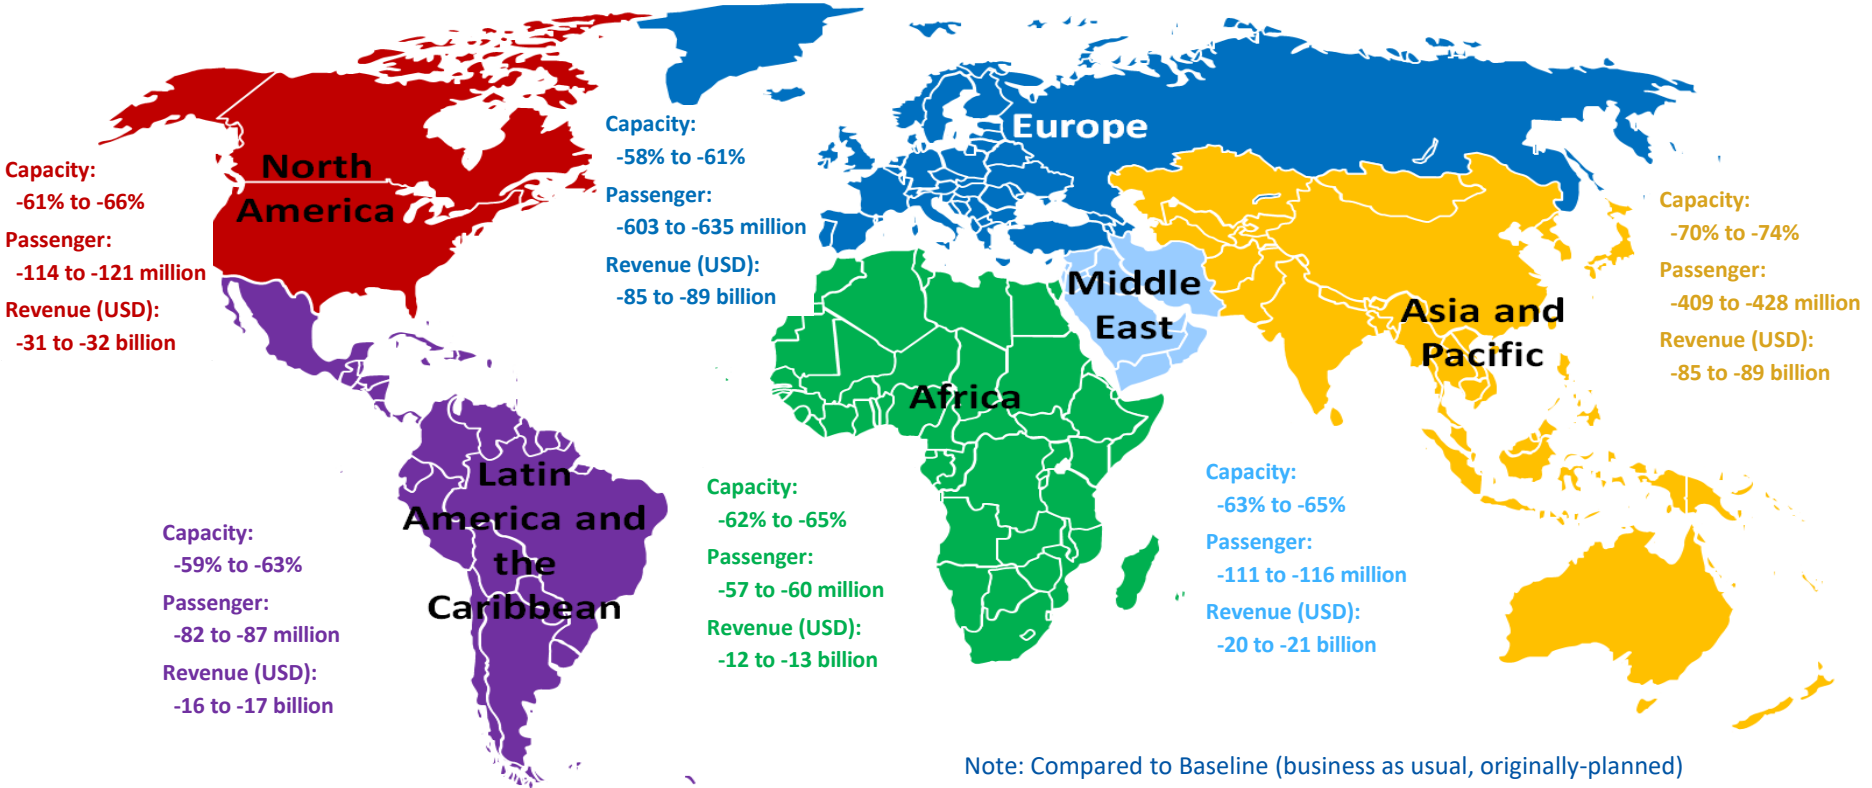 North
America
Capacity:
-61% to -66%
Passenger:
-114 to -121 million
Revenue (USD):
-31 to -32 billion
Europe
Capacity:
-58% to -61%
Passenger:
-603 to -635 million
Revenue (USD):
-85 to -89 billion
Middle
East
Capacity:
-63% to -65%
Passenger:
-111 to -116 million
Revenue (USD):
-20 to -21 billion
Asia and
Pacific
Capacity:
-70% to -74%
Passenger:
-409 to -428 million
Revenue (USD):
-85 to -89 billion
Africa
Capacity:
-62% to -65%
Passenger:
-57 to -60 million
Revenue (USD):
-12 to -13 billion
Latin
America and
the
Caribbean
Capacity:
-59% to -63%
Passenger:
-82 to -87 million
Revenue (USD):
-16 to -17 billion
Note: Compared to Baseline (business as usual, originally-planned)